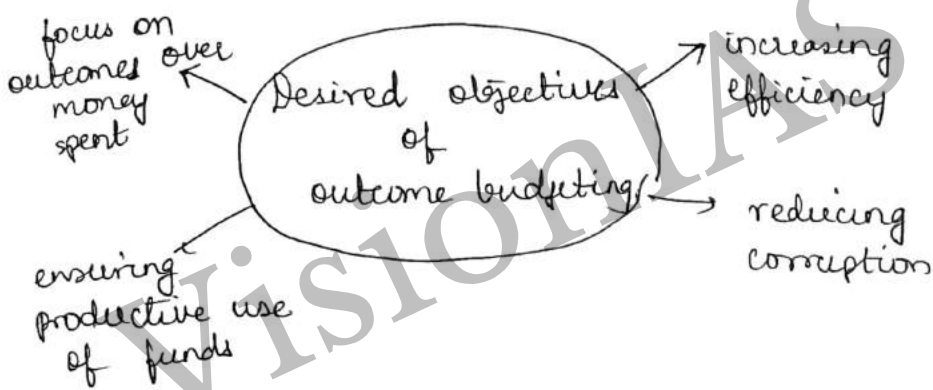 focus on
outcomes over
money
spent
Desired objectives
of
outcome budgeting
increasing
efficiency
reducing
corruption
ensuring
productive use
of funds
VisionIAS